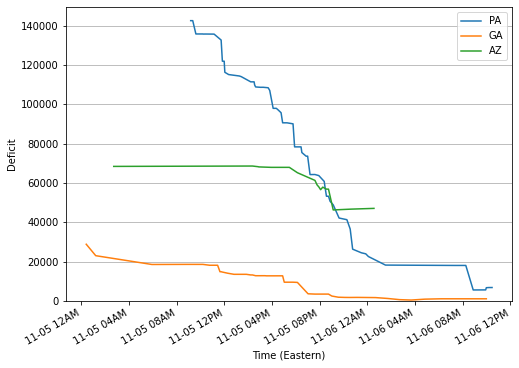 140000
120000
100000
80000
60000
40000
20000
0
Deficit
PA
GA
AZ
11-05 12AM
11-05 04AM
11-05 08AM
11-05 12PM
11-05 04PM
11-05 08PM
11-06 12AM
11-06 04AM
11-06 08AM
11-06 12PM
Time (Eastern)